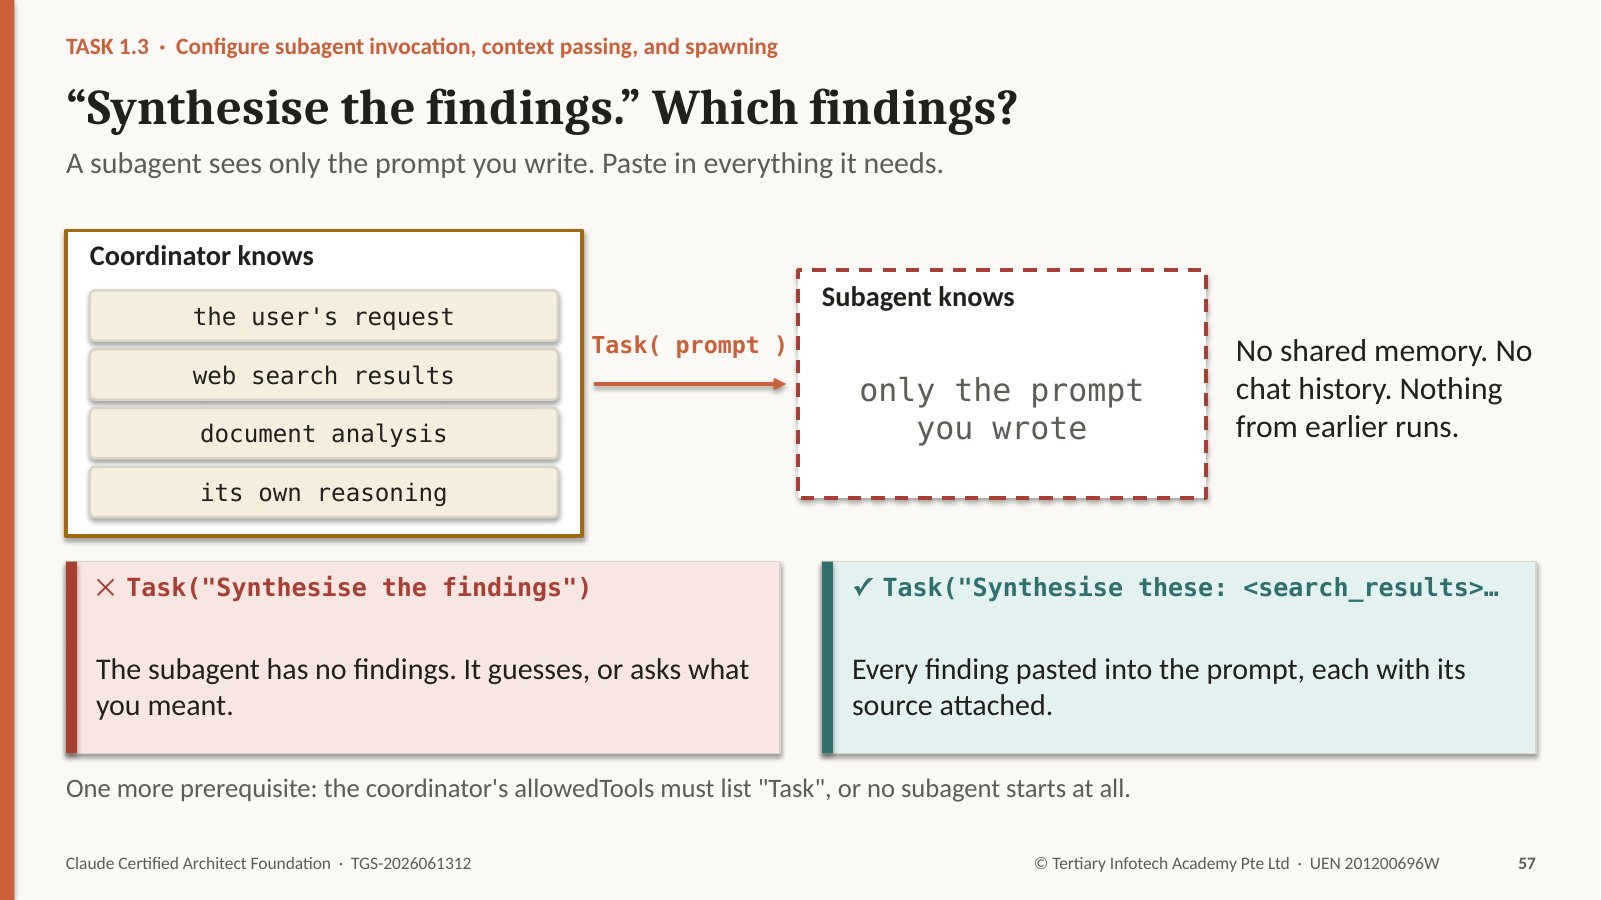 TASK 1.3 · Configure subagent invocation, context passing, and spawning
“Synthesise the findings.” Which findings?
A subagent sees only the prompt you write. Paste in everything it needs.
Coordinator knows
the user's request
web search results
document analysis
its own reasoning
Task( prompt )
Subagent knows
only the prompt
you wrote
No shared memory. No
chat history. Nothing
from earlier runs.
✕ Task("Synthesise the findings")
The subagent has no findings. It guesses, or asks what
you meant.
✓ Task("Synthesise these: <search_results>…
Every finding pasted into the prompt, each with its
source attached.
One more prerequisite: the coordinator's allowedTools must list "Task", or no subagent starts at all.
Claude Certified Architect Foundation · TGS-2026061312
© Tertiary Infotech Academy Pte Ltd · UEN 201200696W
57